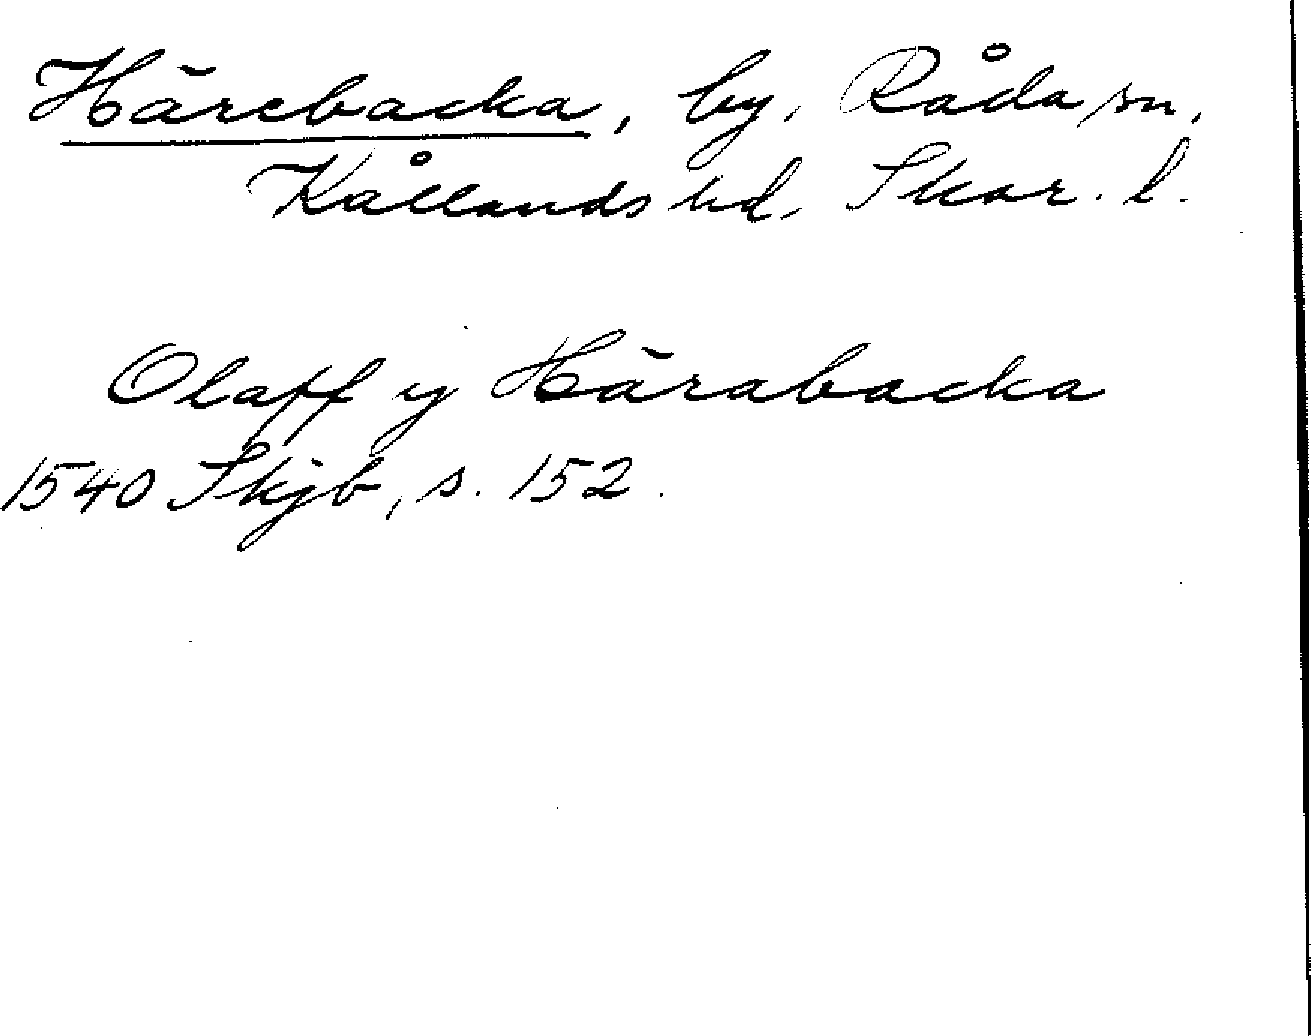 Härebacka, by, Råda sn,
Kållands hd, Skar. l.
Olaff y Härabacka
1540 Skjb, s. 152.